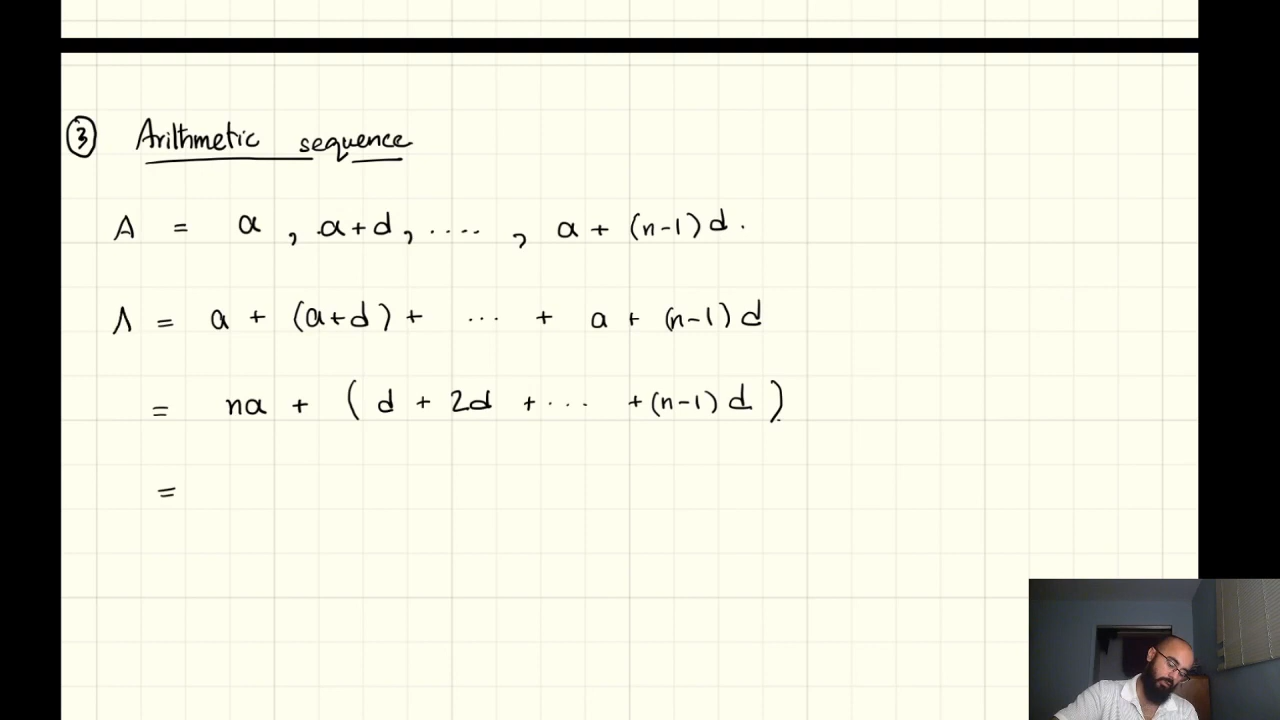 ③ Arithmetic sequence
A = a , a+d, .... , a + (n-1) d.
Λ = a + (a+d) + ... + a + (n-1) d
= na + ( d + 2d + ... + (n-1) d )
=